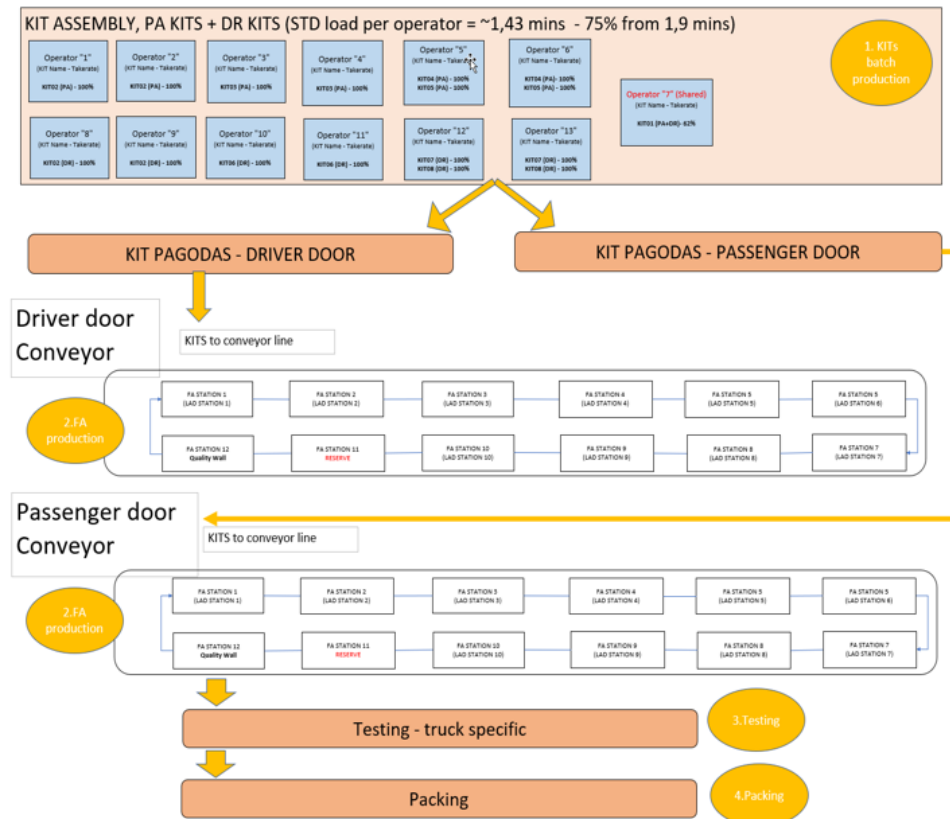 KIT ASSEMBLY, PA KITS + DR KITS (STD load per operator = ~1,43 mins - 75% from 1,9 mins)
Operator "1"
(KIT Name - Takerate)
KIT02 (PA) - 100%
Operator "2"
(KIT Name - Takerate)
KIT02 (PA) - 100%
Operator "3"
(KIT Name - Takerate)
KIT03 (PA) - 100%
Operator "4"
(KIT Name - Takerate)
KIT03 (PA) - 100%
Operator "5"
(KIT Name - Takerate)
KIT04 (PA) - 100%
KIT05 (PA) - 100%
Operator "6"
(KIT Name - Takerate)
KIT04 (PA) - 100%
KIT05 (PA) - 100%
Operator "7" (Shared)
(KIT Name - Takerate)
KIT01 (PA+DR)- 62%
1. KITs
batch
production
Operator "8"
(KIT Name - Takerate)
KIT02 (DR) - 100%
Operator "9"
(KIT Name - Takerate)
KIT02 (DR) - 100%
Operator "10"
(KIT Name - Takerate)
KIT06 (DR) - 100%
Operator "11"
(KIT Name - Takerate)
KIT06 (DR) - 100%
Operator "12"
(KIT Name - Takerate)
KIT07 (DR) - 100%
KIT08 (DR) - 100%
Operator "13"
(KIT Name - Takerate)
KIT07 (DR) - 100%
KIT08 (DR) - 100%
KIT PAGODAS - DRIVER DOOR
KIT PAGODAS - PASSENGER DOOR
Driver door
Conveyor
KITS to conveyor line
2.FA
production
FA STATION 1
(LAD STATION 1)
FA STATION 2
(LAD STATION 2)
FA STATION 3
(LAD STATION 3)
FA STATION 4
(LAD STATION 4)
FA STATION 5
(LAD STATION 5)
FA STATION 5
(LAD STATION 6)
FA STATION 12
Quality Wall
FA STATION 11
RESERVE
FA STATION 10
(LAD STATION 10)
FA STATION 9
(LAD STATION 9)
FA STATION 8
(LAD STATION 8)
FA STATION 7
(LAD STATION 7)
Passenger door
Conveyor
KITS to conveyor line
2.FA
production
FA STATION 1
(LAD STATION 1)
FA STATION 2
(LAD STATION 2)
FA STATION 3
(LAD STATION 3)
FA STATION 4
(LAD STATION 4)
FA STATION 5
(LAD STATION 5)
FA STATION 5
(LAD STATION 6)
FA STATION 12
Quality Wall
FA STATION 11
RESERVE
FA STATION 10
(LAD STATION 10)
FA STATION 9
(LAD STATION 9)
FA STATION 8
(LAD STATION 8)
FA STATION 7
(LAD STATION 7)
Testing - truck specific
3.Testing
Packing
4.Packing